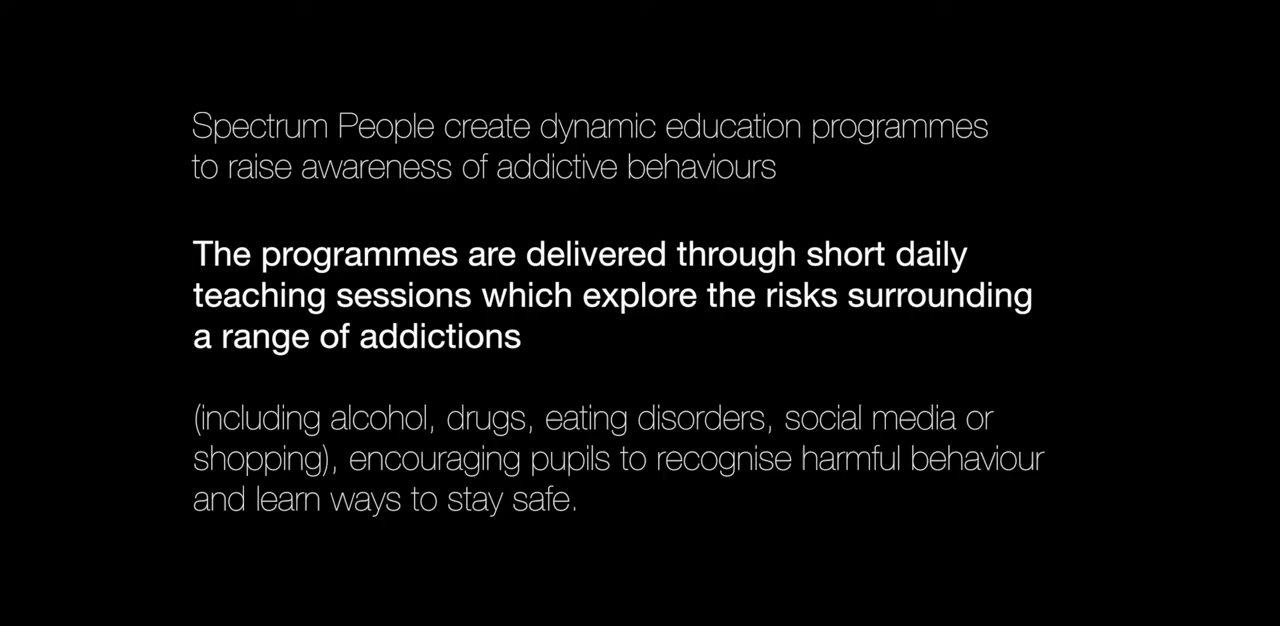 Spectrum People create dynamic education programmes
to raise awareness of addictive behaviours
The programmes are delivered through short daily
teaching sessions which explore the risks surrounding
a range of addictions
(including alcohol, drugs, eating disorders, social media or
shopping), encouraging pupils to recognise harmful behaviour
and learn ways to stay safe.